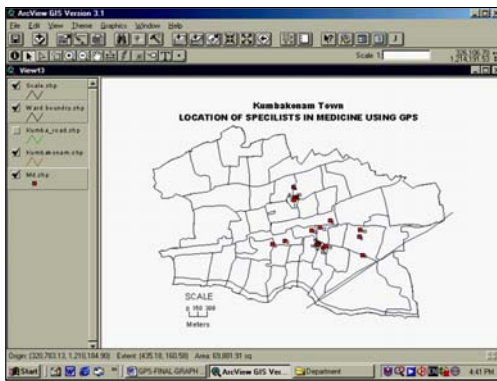 ArcView GIS Version 3.1
File Edit View Theme Graphics Window Help
Scale 1:
View13
Scale.shp
Ward boundry.shp
Kumba_road.shp
Kumbakonam.shp
Md.shp
Kumbakonam Town
LOCATION OF SPECILISTS IN MEDICINE USING GPS
SCALE
0 150 300
Meters
Start
GPS-FINAL-GRAPH
ArcView GIS Ver...
Department
4:41 PM